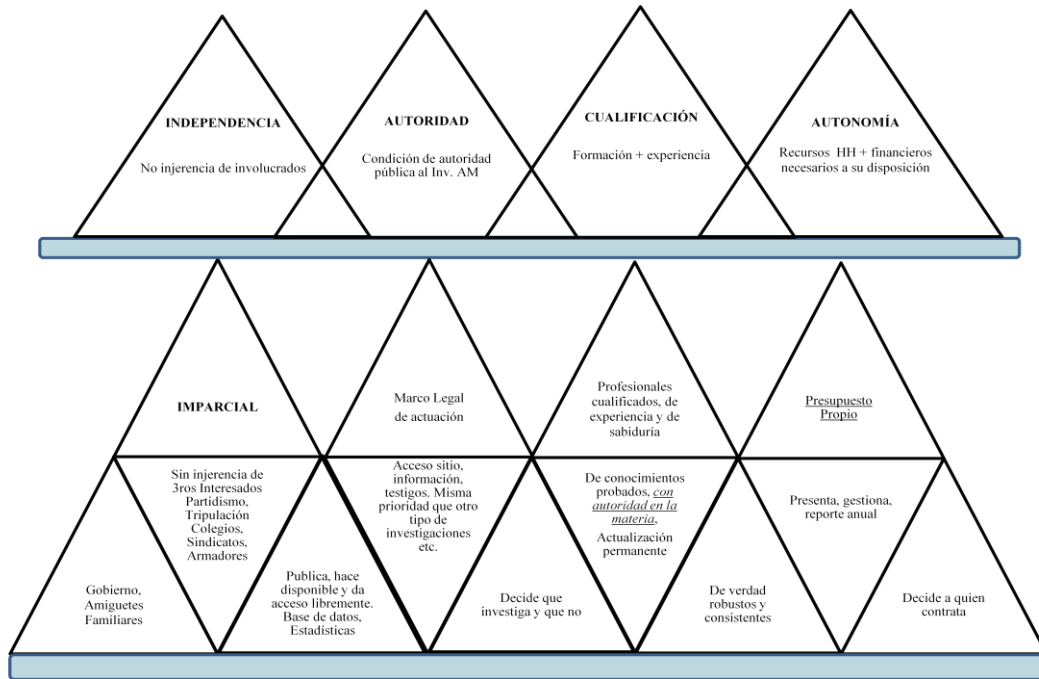 INDEPENDENCIA
No injerencia de involucrados
AUTORIDAD
Condición de autoridad
pública al Inv. AM
CUALIFICACIÓN
Formación + experiencia
AUTONOMÍA
Recursos HH + financieros
necesarios a su disposición
IMPARCIAL
Marco Legal
de actuación
Profesionales
cualificados, de
experiencia y de
sabiduría
Presupuesto
Propio
Gobierno,
Amiguetes
Familiares
Sin injerencia de
3ros Interesados
Partidismo,
Tripulación
Colegios,
Sindicatos,
Armadores
Publica, hace
disponible y da
acceso libremente.
Base de datos,
Estadísticas
Acceso sitio,
información,
testigos. Misma
prioridad que otro
tipo de
investigaciones
etc.
Decide que
investiga y que no
De conocimientos
probados, con
autoridad en la
materia,
Actualización
permanente
De verdad
robustos y
consistentes
Presenta, gestiona,
reporte anual
Decide a quien
contrata